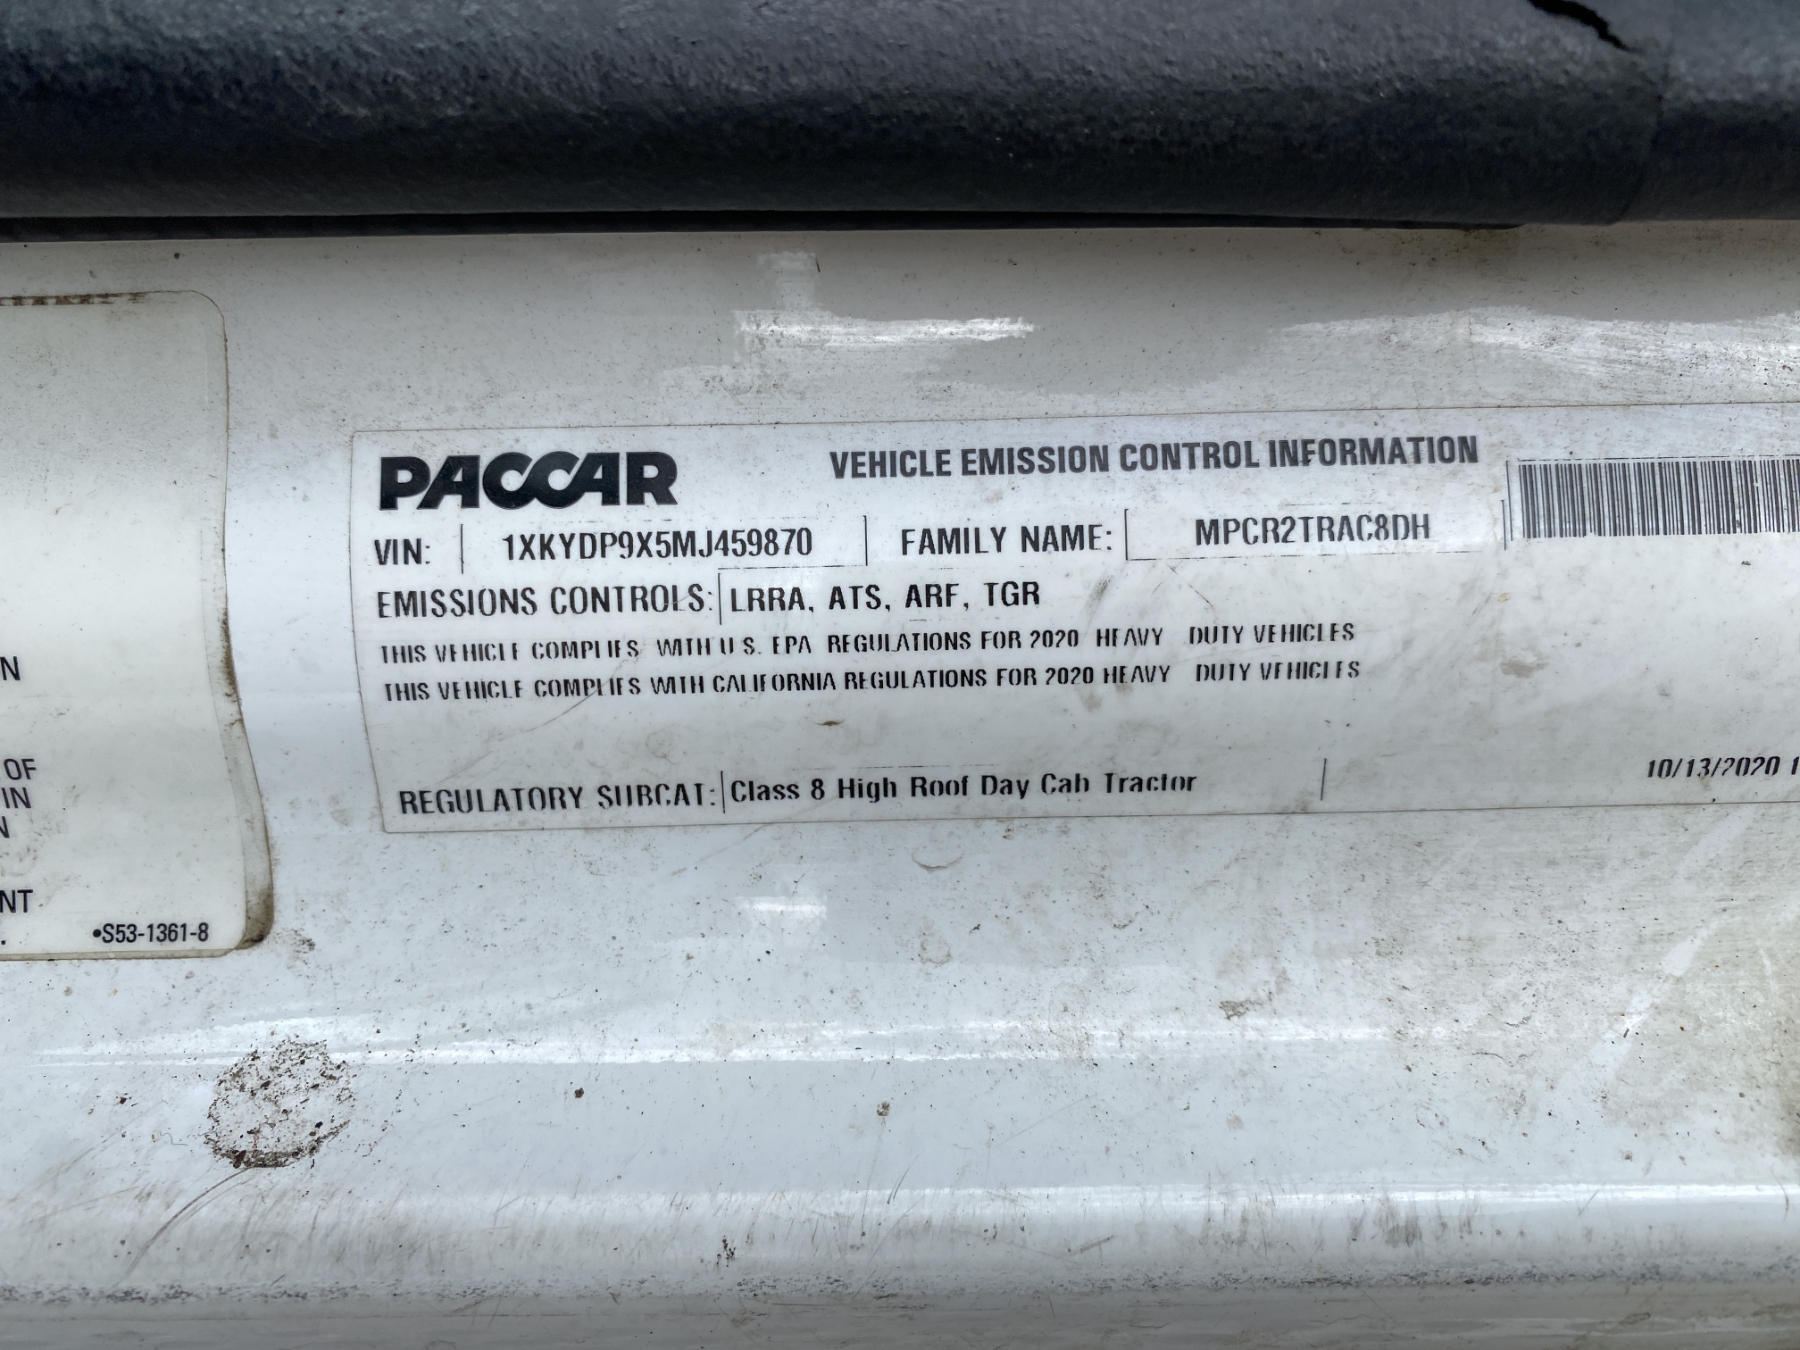 PACCAR
VEHICLE EMISSION CONTROL INFORMATION
VIN: 1XKYDP9X5MJ459870 FAMILY NAME: MPCR2TRAC8DH
EMISSIONS CONTROLS: LRRA, ATS, ARF, TGR
THIS VEHICLE COMPLIES WITH U.S. EPA REGULATIONS FOR 2020 HEAVY DUTY VEHICLES
THIS VEHICLE COMPLIES WITH CALIFORNIA REGULATIONS FOR 2020 HEAVY DUTY VEHICLES
REGULATORY SUBCAT: Class 8 High Roof Day Cab Tractor
10/13/2020 1
N
OF
IN
N
NT
.
•S53-1361-8